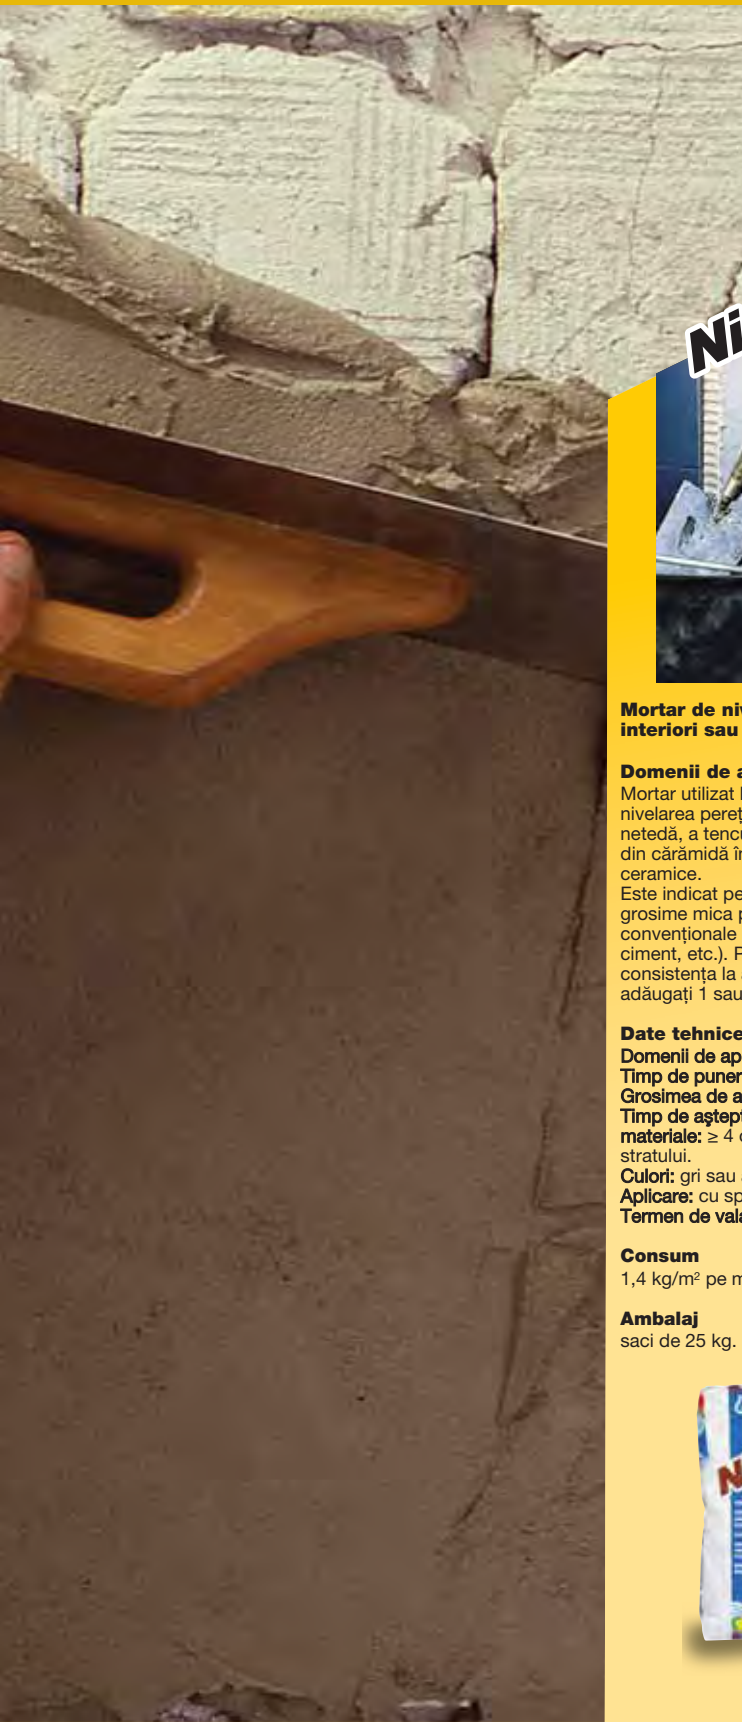 Ni
Mortar de niv
interiori sau
Domenii de a
Mortar utilizat l
nivelarea pereț
netedă, a tencu
din cărămidă în
ceramice.
Este indicat pe
grosime mica p
convenționale
ciment, etc.). P
consistența la a
adăugați 1 sau
Date tehnice
Domenii de ap
Timp de puner
Grosimea de a
Timp de aștept
materiale: ≥ 4 c
stratului.
Culori: gri sau a
Aplicare: cu sp
Termen de vala
Consum
1,4 kg/m² pe m
Ambalaj
saci de 25 kg.
N